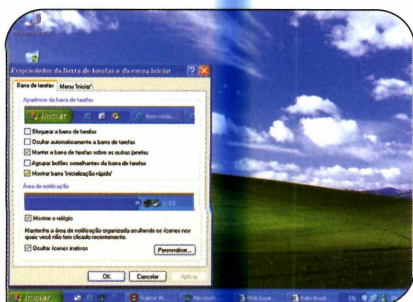 Propriedades da Barra de tarefas e do menu Iniciar
Barra de tarefas Menu 'Iniciar'
Aparência da barra de tarefas
Iniciar
Bloquear a barra de tarefas
Ocultar automaticamente a barra de tarefas
Manter a barra de tarefas sobre as outras janelas
Agrupar botões semelhantes da barra de tarefas
Mostrar barra 'inicialização rápida'
Área de notificação
Mostrar o relógio
Mantenha a área de notificação organizada ocultando os ícones nos
quais você não tem clicado recentemente.
Ocultar ícones inativos
Personalizar...
OK Cancelar Aplicar
Iniciar